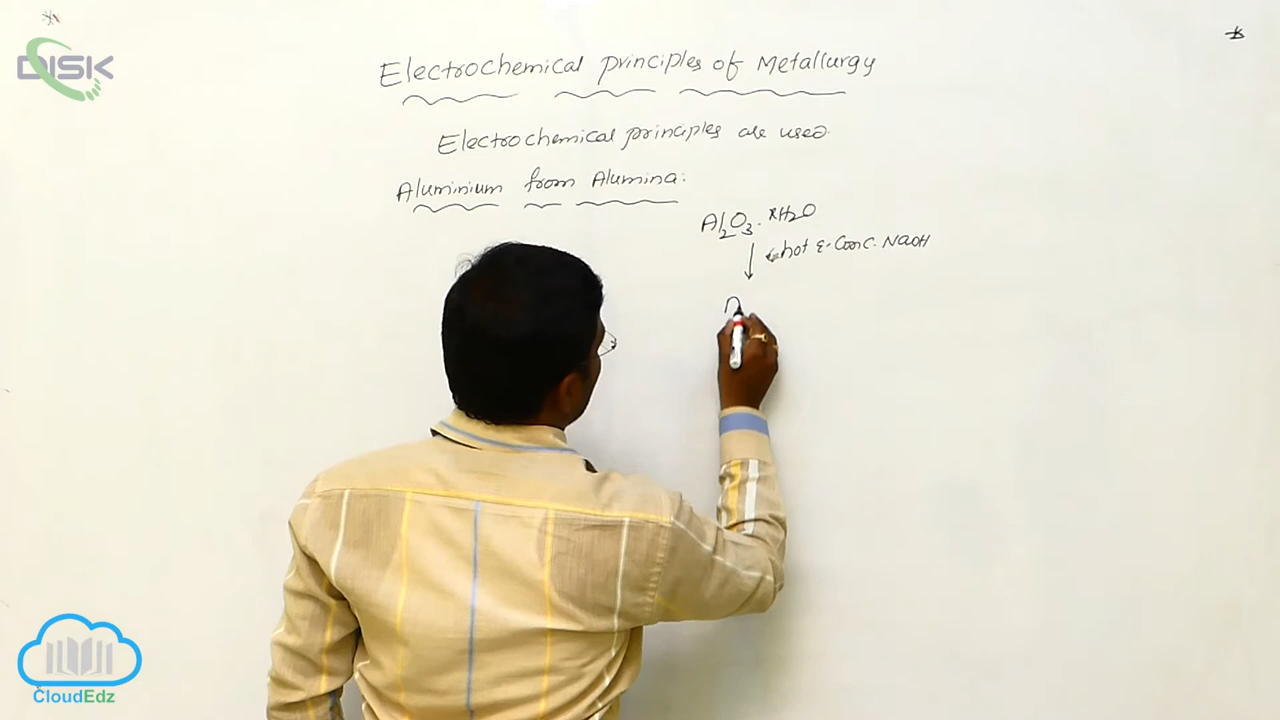 DISK
Electrochemical principles of Metallurgy
Electrochemical principles are used.
Aluminium from Alumina:
Al2O3. xH2O
hot & Conc. NaOH
CloudEdz